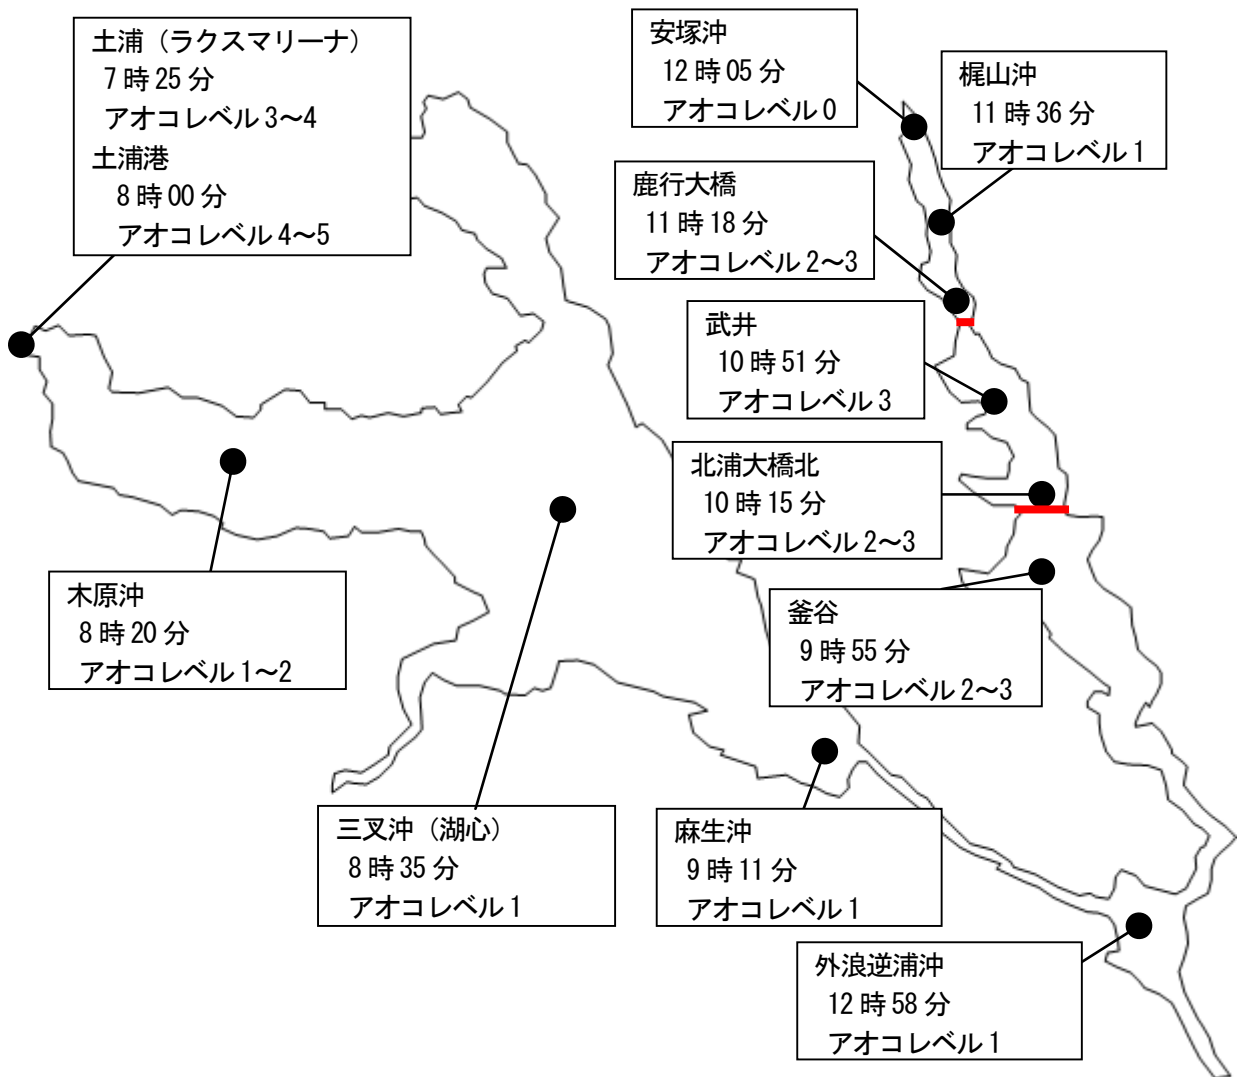 土浦（ラクスマリーナ）
7時25分
アオコレベル3～4
土浦港
8時00分
アオコレベル4～5
安塚沖
12時05分
アオコレベル0
梶山沖
11時36分
アオコレベル1
鹿行大橋
11時18分
アオコレベル2～3
武井
10時51分
アオコレベル3
北浦大橋北
10時15分
アオコレベル2～3
木原沖
8時20分
アオコレベル1～2
釜谷
9時55分
アオコレベル2～3
三叉沖（湖心）
8時35分
アオコレベル1
麻生沖
9時11分
アオコレベル1
外浪逆浦沖
12時58分
アオコレベル1